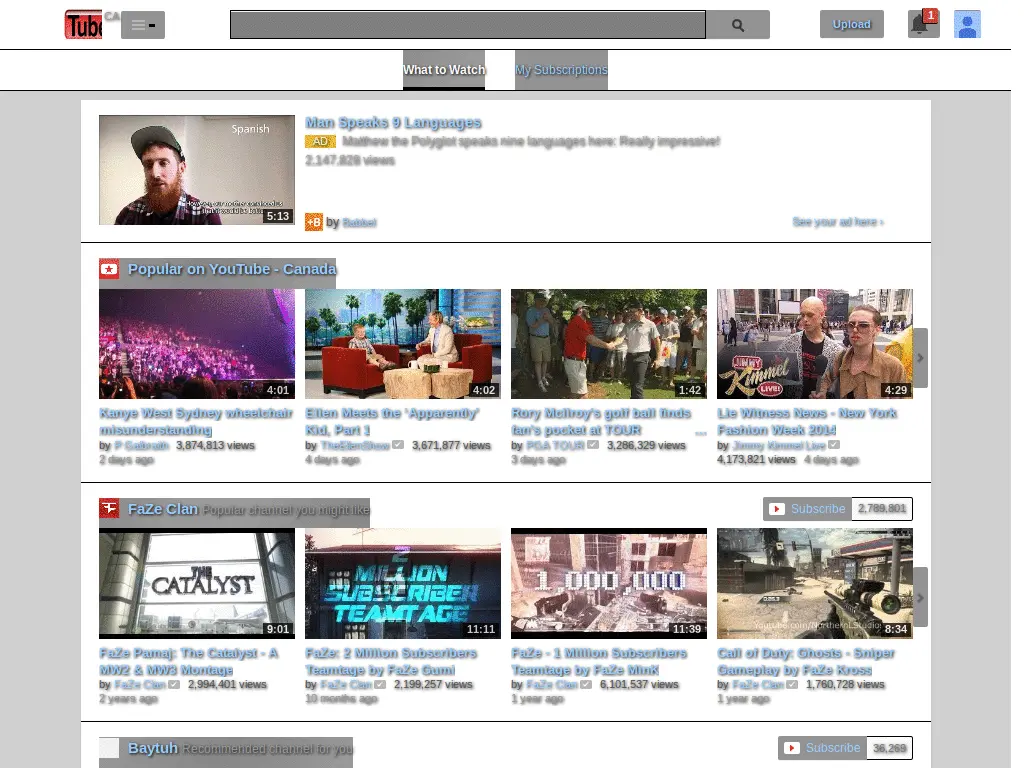 Tube CA
Upload
1
What to Watch My Subscriptions
Spanish
5:13
Man Speaks 9 Languages
AD Matthew the Polyglot speaks nine languages here: Really impressive!
2,147,828 views
+B by Babbel
See your ad here ›
Popular on YouTube - Canada
4:01
4:02
1:42
JIMMY Kimmel LIVE!
4:29
Kanye West Sydney wheelchair misunderstanding
by P Galbraith 3,874,813 views
2 days ago
Ellen Meets the 'Apparently' Kid, Part 1
by TheEllenShow 3,671,877 views
4 days ago
Rory McIlroy's golf ball finds fan's pocket at TOUR ...
by PGA TOUR 3,286,329 views
3 days ago
Lie Witness News - New York Fashion Week 2014
by Jimmy Kimmel Live
4,173,821 views 4 days ago
FaZe Clan Popular channel you might like
Subscribe 2,789,801
THE CATALYST
9:01
2 MILLION SUBSCRIBER TEAMTAGE
11:11
1,000,000
11:39
Youtube.com/NorthernLStudios
8:34
FaZe Pamaj: The Catalyst - A MW2 & MW3 Montage
by FaZe Clan 2,994,401 views
2 years ago
FaZe: 2 Million Subscribers Teamtage by FaZe Gumi
by FaZe Clan 2,199,257 views
10 months ago
FaZe - 1 Million Subscribers Teamtage by FaZe MinK
by FaZe Clan 6,101,537 views
1 year ago
Call of Duty: Ghosts - Sniper Gameplay by FaZe Kross
by FaZe Clan 1,760,728 views
1 year ago
Baytuh Recommended channel for you
Subscribe 36,269